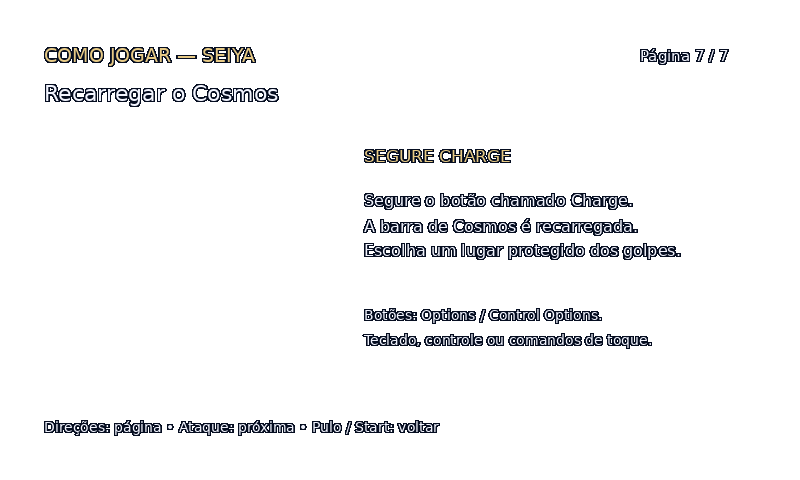 COMO JOGAR — SEIYA
Página 7 / 7
Recarregar o Cosmos
SEGURE CHARGE
Segure o botão chamado Charge.
A barra de Cosmos é recarregada.
Escolha um lugar protegido dos golpes.
Botões: Options / Control Options.
Teclado, controle ou comandos de toque.
Direções: página • Ataque: próxima • Pulo / Start: voltar